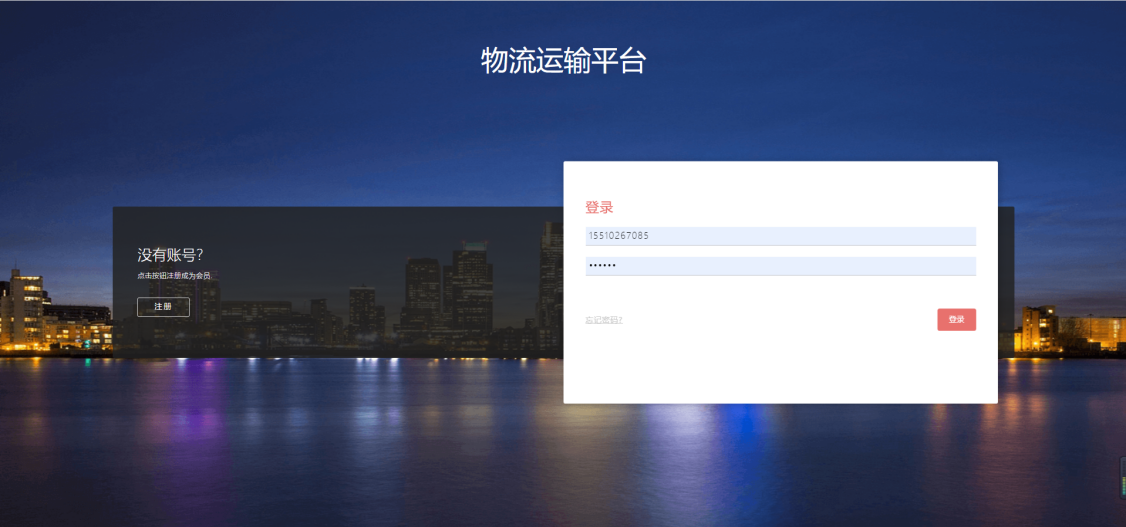 物流运输平台
没有账号?
点击按钮注册成为会员.
注册
登录
15510267085
••••••
忘记密码?
登录